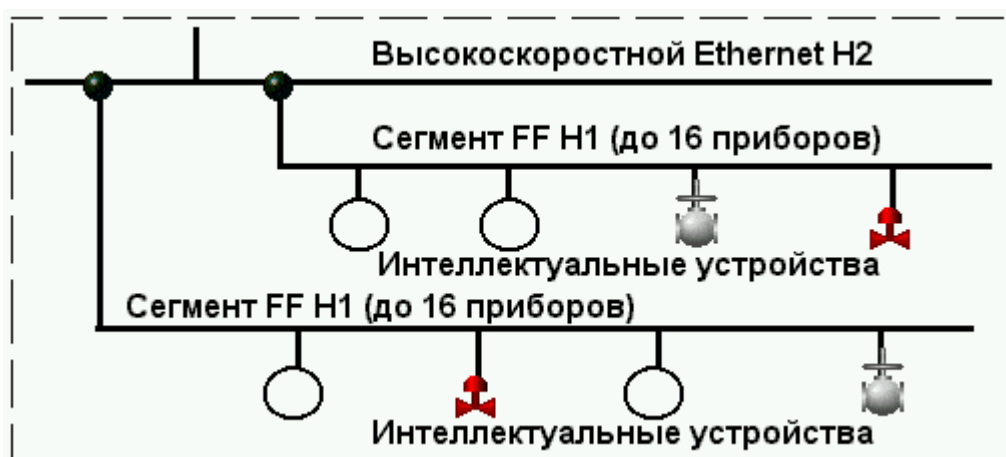 Высокоскоростной Ethernet H2
Сегмент FF H1 (до 16 приборов)
Интеллектуальные устройства
Сегмент FF H1 (до 16 приборов)
Интеллектуальные устройства